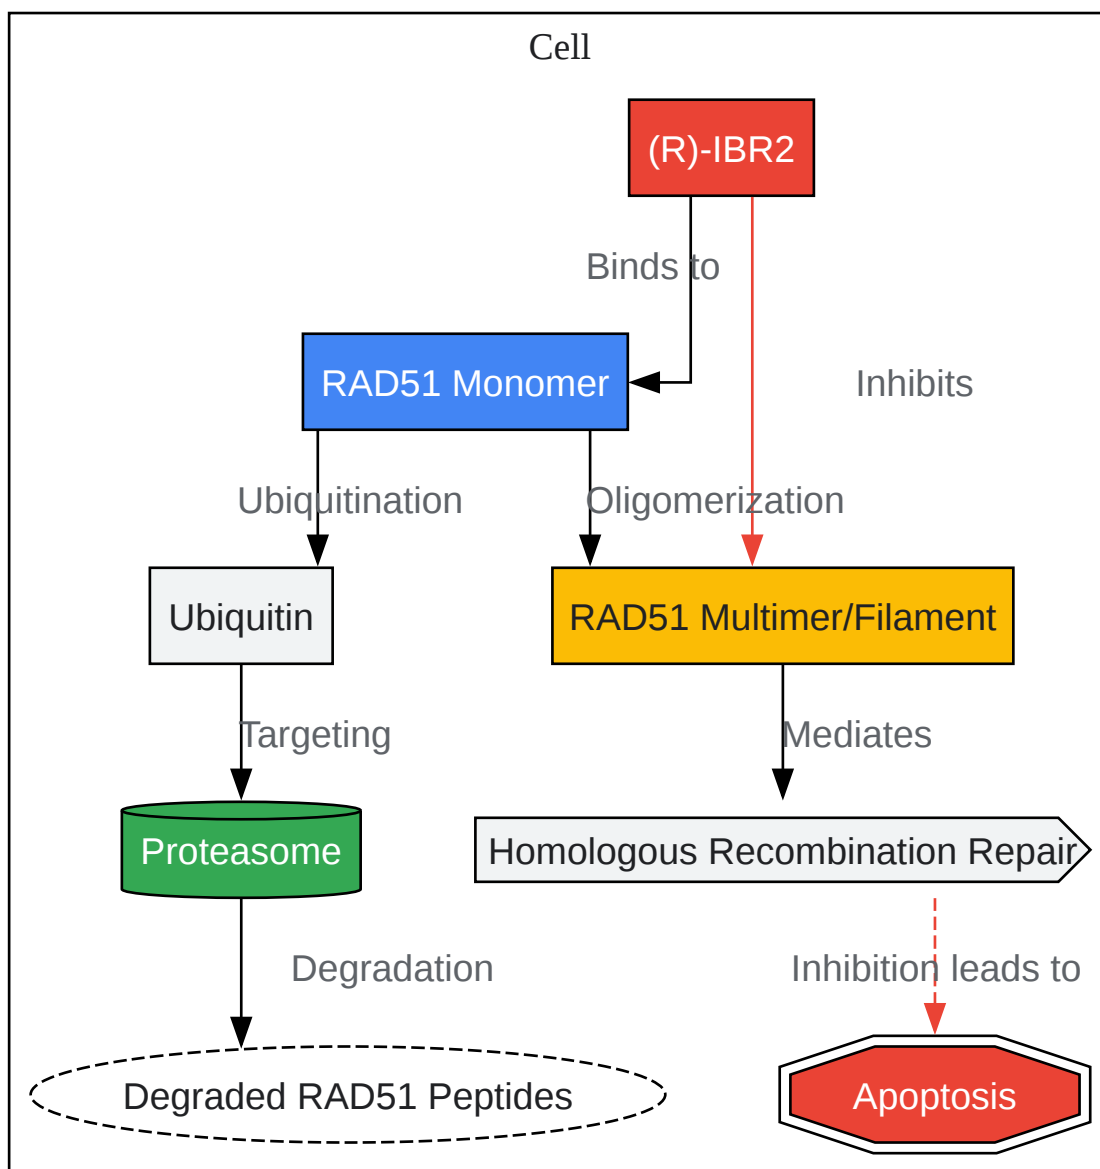 Cell
(R)-IBR2
Binds to
RAD51 Monomer
Inhibits
Ubiquitination
Oligomerization
Ubiquitin
RAD51 Multimer/Filament
Targeting
Mediates
Proteasome
Homologous Recombination Repair
Degradation
Inhibition leads to
Degraded RAD51 Peptides
Apoptosis